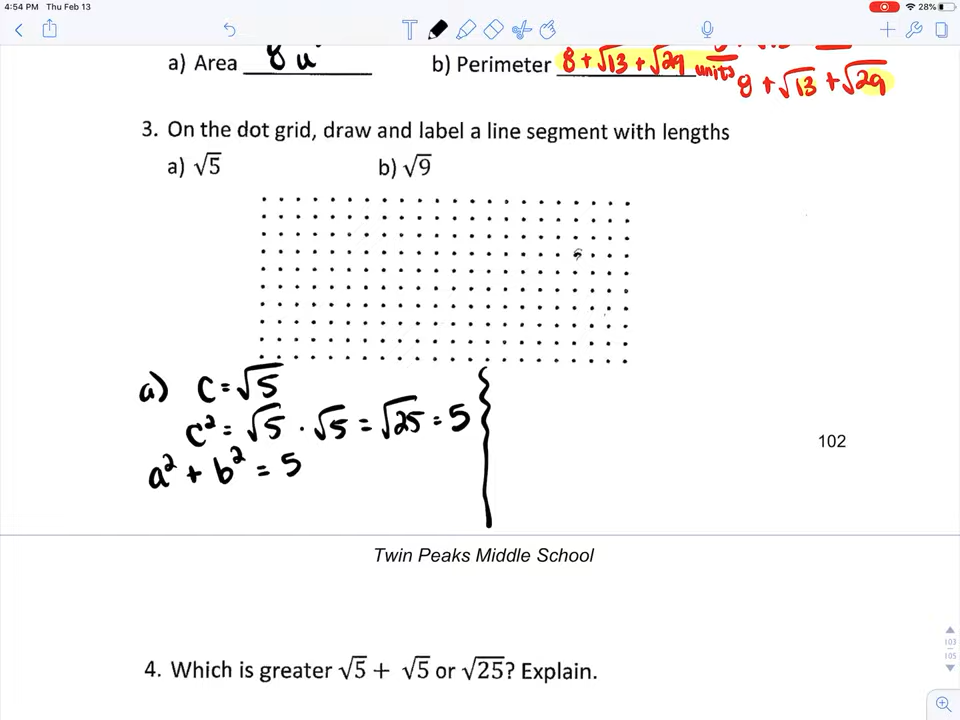 4:54 PM Thu Feb 13
28%
a) Area 8 u
b) Perimeter 8 + √13 + √29 units
8 + √13 + √29
3. On the dot grid, draw and label a line segment with lengths
a) √5 b) √9
a) c = √5
c² = √5 · √5 = √25 = 5
a² + b² = 5
102
Twin Peaks Middle School
103
105
4. Which is greater √5 + √5 or √25? Explain.